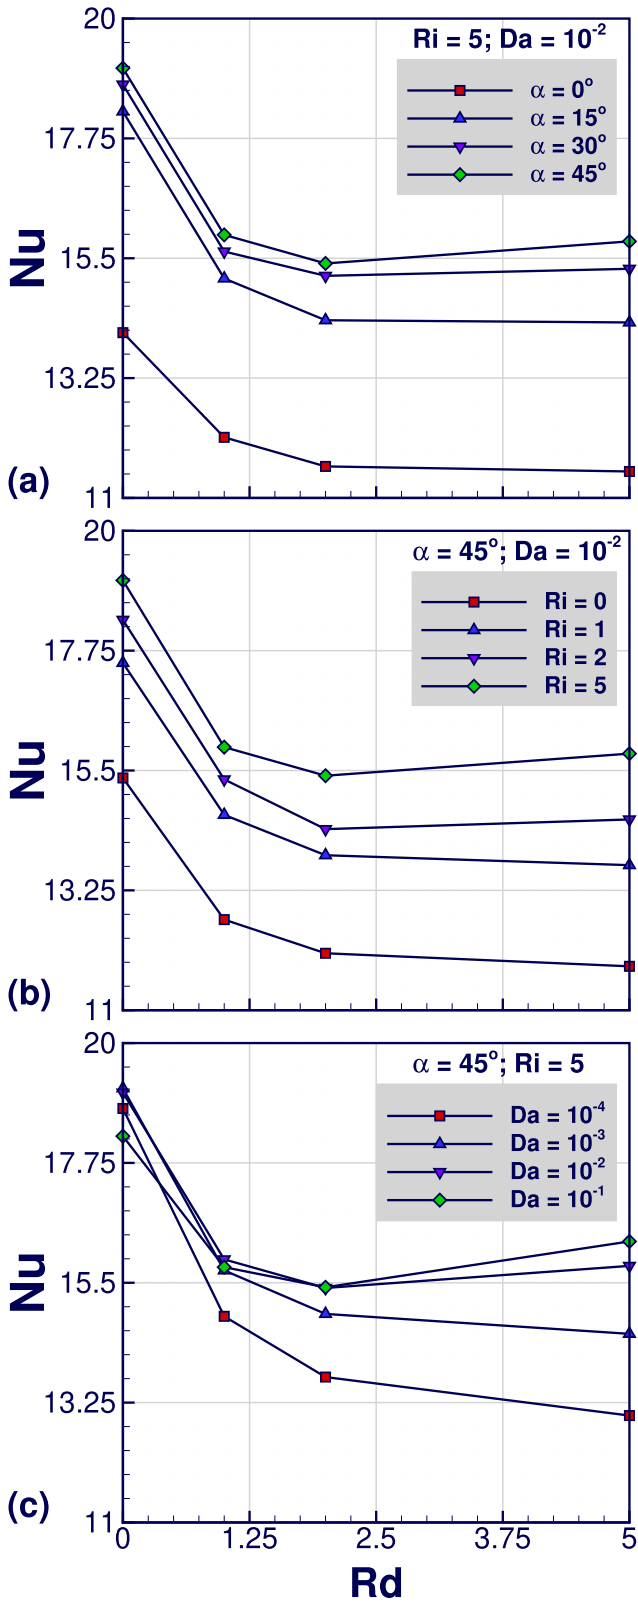 20
Ri = 5; Da = 10⁻²
α = 0°
α = 15°
α = 30°
α = 45°
17.75
15.5
13.25
11
Nu
(a)
20
α = 45°; Da = 10⁻²
Ri = 0
Ri = 1
Ri = 2
Ri = 5
17.75
15.5
13.25
11
Nu
(b)
20
α = 45°; Ri = 5
Da = 10⁻⁴
Da = 10⁻³
Da = 10⁻²
Da = 10⁻¹
17.75
15.5
13.25
11
Nu
(c)
0 1.25 2.5 3.75 5
Rd